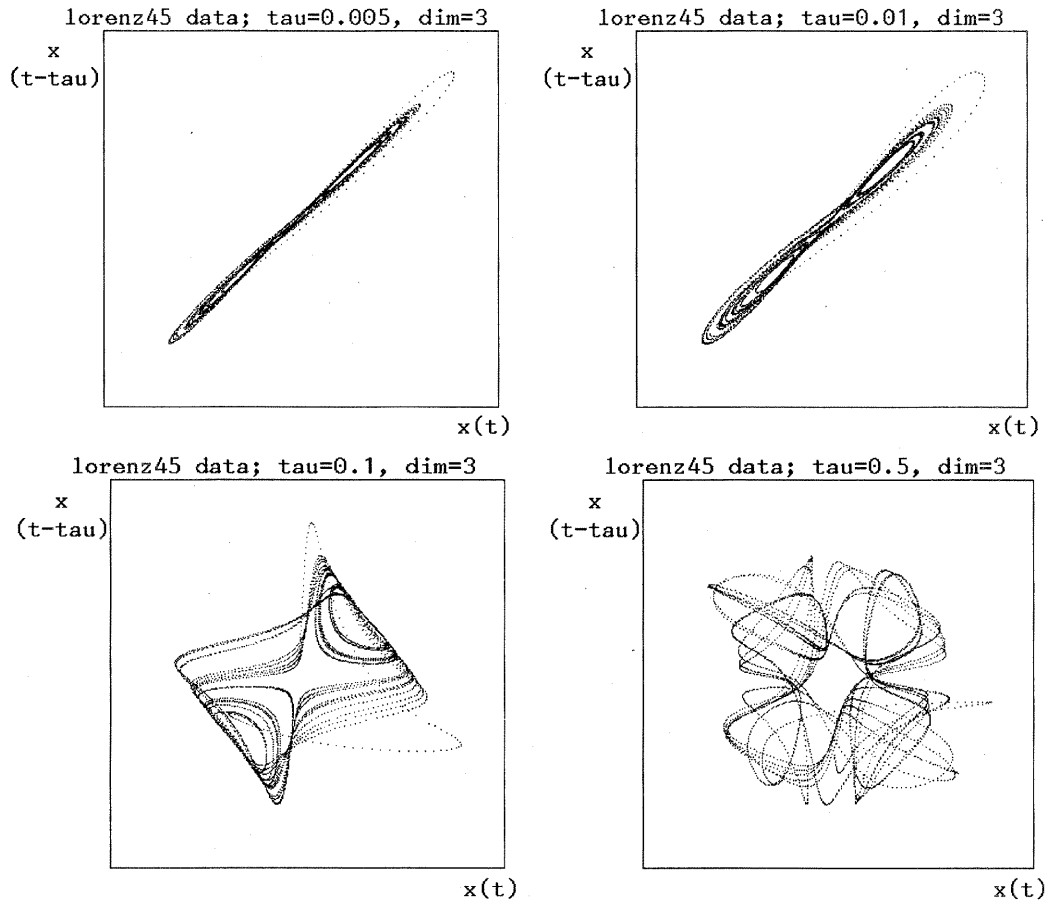 lorenz45 data; tau=0.005, dim=3
x
(t-tau)
x(t)
lorenz45 data; tau=0.01, dim=3
x
(t-tau)
x(t)
lorenz45 data; tau=0.1, dim=3
x
(t-tau)
x(t)
lorenz45 data; tau=0.5, dim=3
x
(t-tau)
x(t)